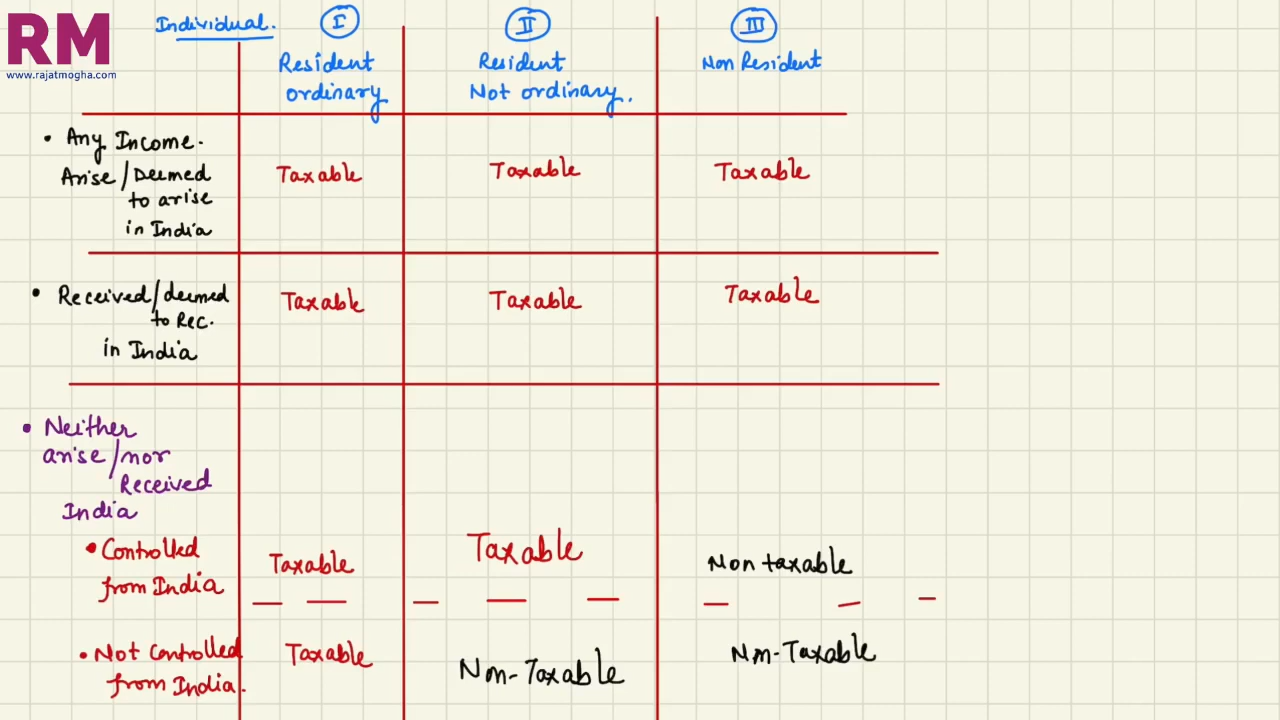 RM
www.rajatmogha.com
Individual.
I
Resident
ordinary
II
Resident
Not ordinary.
III
Non Resident
• Any Income.
Arise/Deemed
to arise
in India
Taxable
Taxable
Taxable
• Received/deemed
to Rec.
in India
Taxable
Taxable
Taxable
• Neither
arise/nor
Received
India
• Controlled
from India
Taxable
Taxable
Non taxable
• Not controlled
from India.
Taxable
Non-Taxable
Non-Taxable